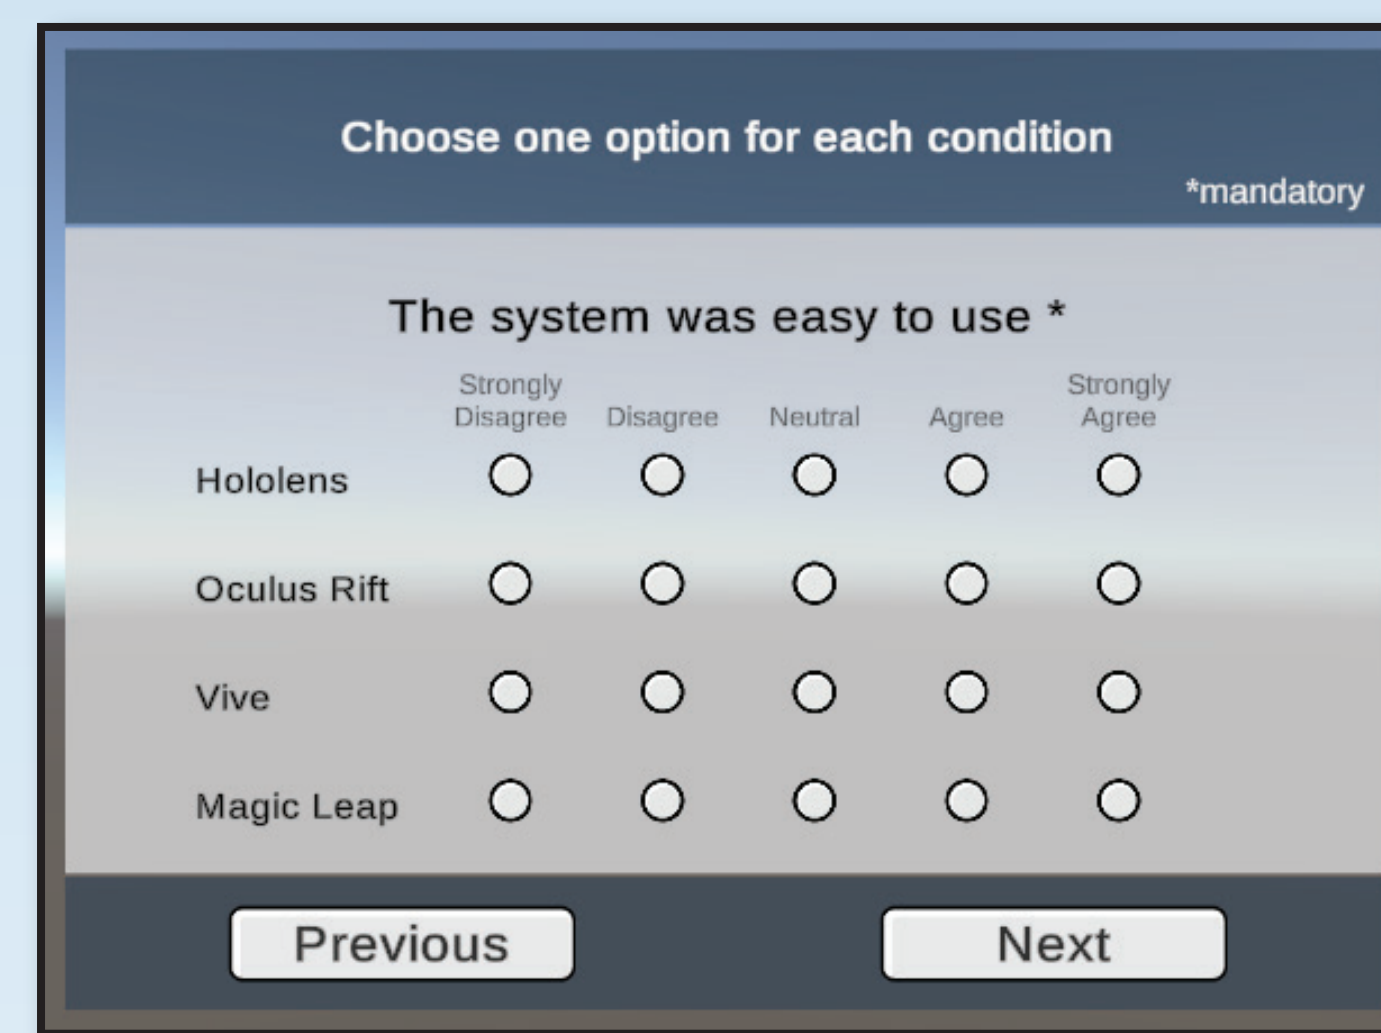 Choose one option for each condition
*mandatory
The system was easy to use *
Strongly Disagree Disagree Neutral Agree Strongly Agree
Hololens
Oculus Rift
Vive
Magic Leap
Previous Next